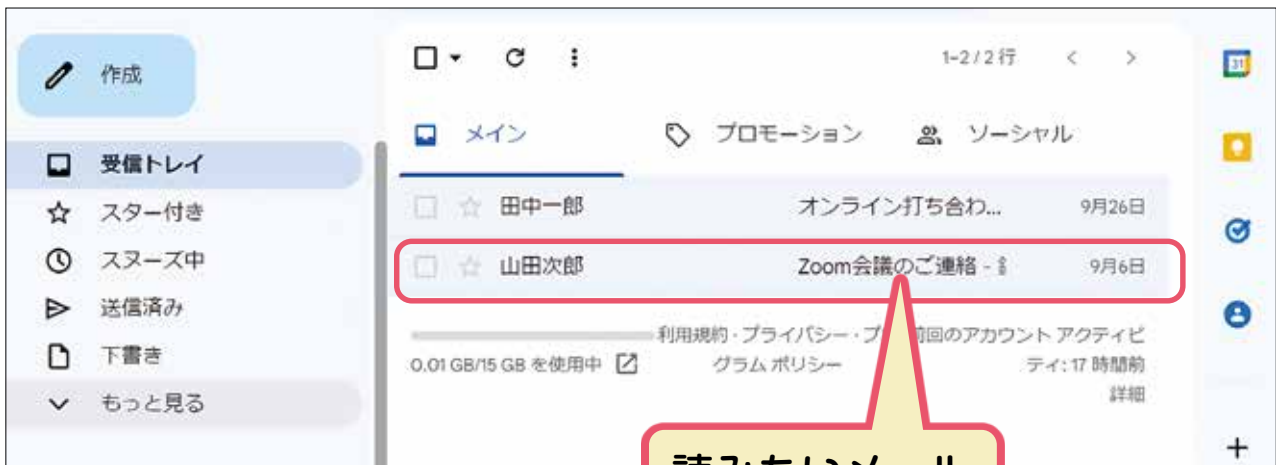 作成
受信トレイ
スター付き
スヌーズ中
送信済み
下書き
もっと見る
1-2 / 2 行
メイン
プロモーション
ソーシャル
田中一郎 オンライン打ち合わ... 9月26日
山田次郎 Zoom会議のご連絡 - 9月6日
0.01 GB/15 GB を使用中
利用規約 · プライバシー · プ
グラム ポリシー
前回のアカウント アクティビ
ティ: 17 時間前
詳細
31
読みたいメール